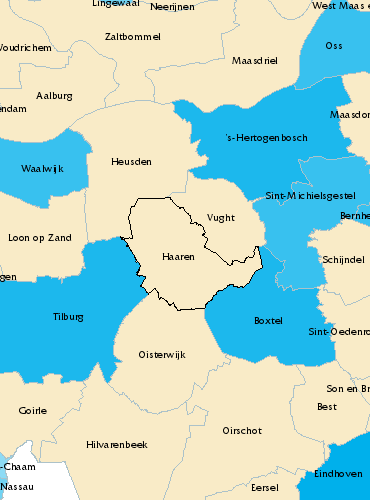 Lingewaal
Neerijnen
West Maas e
Zaltbommel
Oss
Woudrichem
Maasdriel
Aalburg
endam
Maasdon
's-Hertogenbosch
Heusden
Waalwijk
Sint-Michielsgestel
Vught
Bernhe
Loon op Zand
Haaren
Schijndel
gen
Tilburg
Boxtel
Sint-Oedenro
Oisterwijk
Son en Br
Goirle
Best
Oirschot
Hilvarenbeek
-Chaam
Nassau
Eindhoven
Eersel